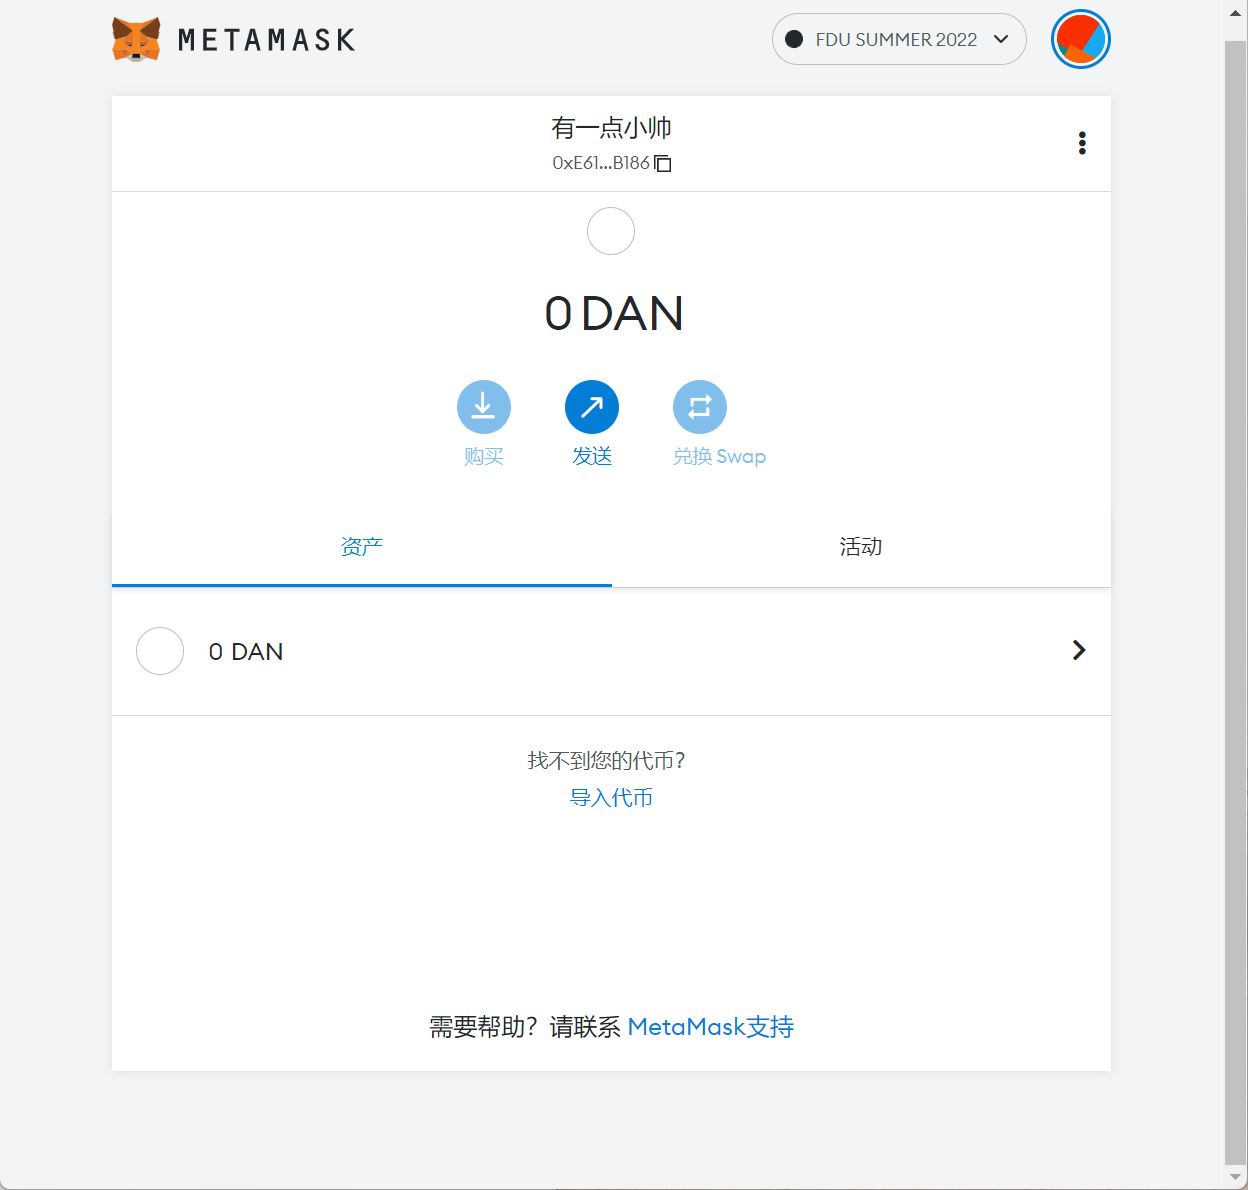 METAMASK
FDU SUMMER 2022
有一点小帅
0xE61...B186
0 DAN
购买
发送
兑换 Swap
资产
活动
0 DAN
找不到您的代币？
导入代币
需要帮助？请联系 MetaMask支持